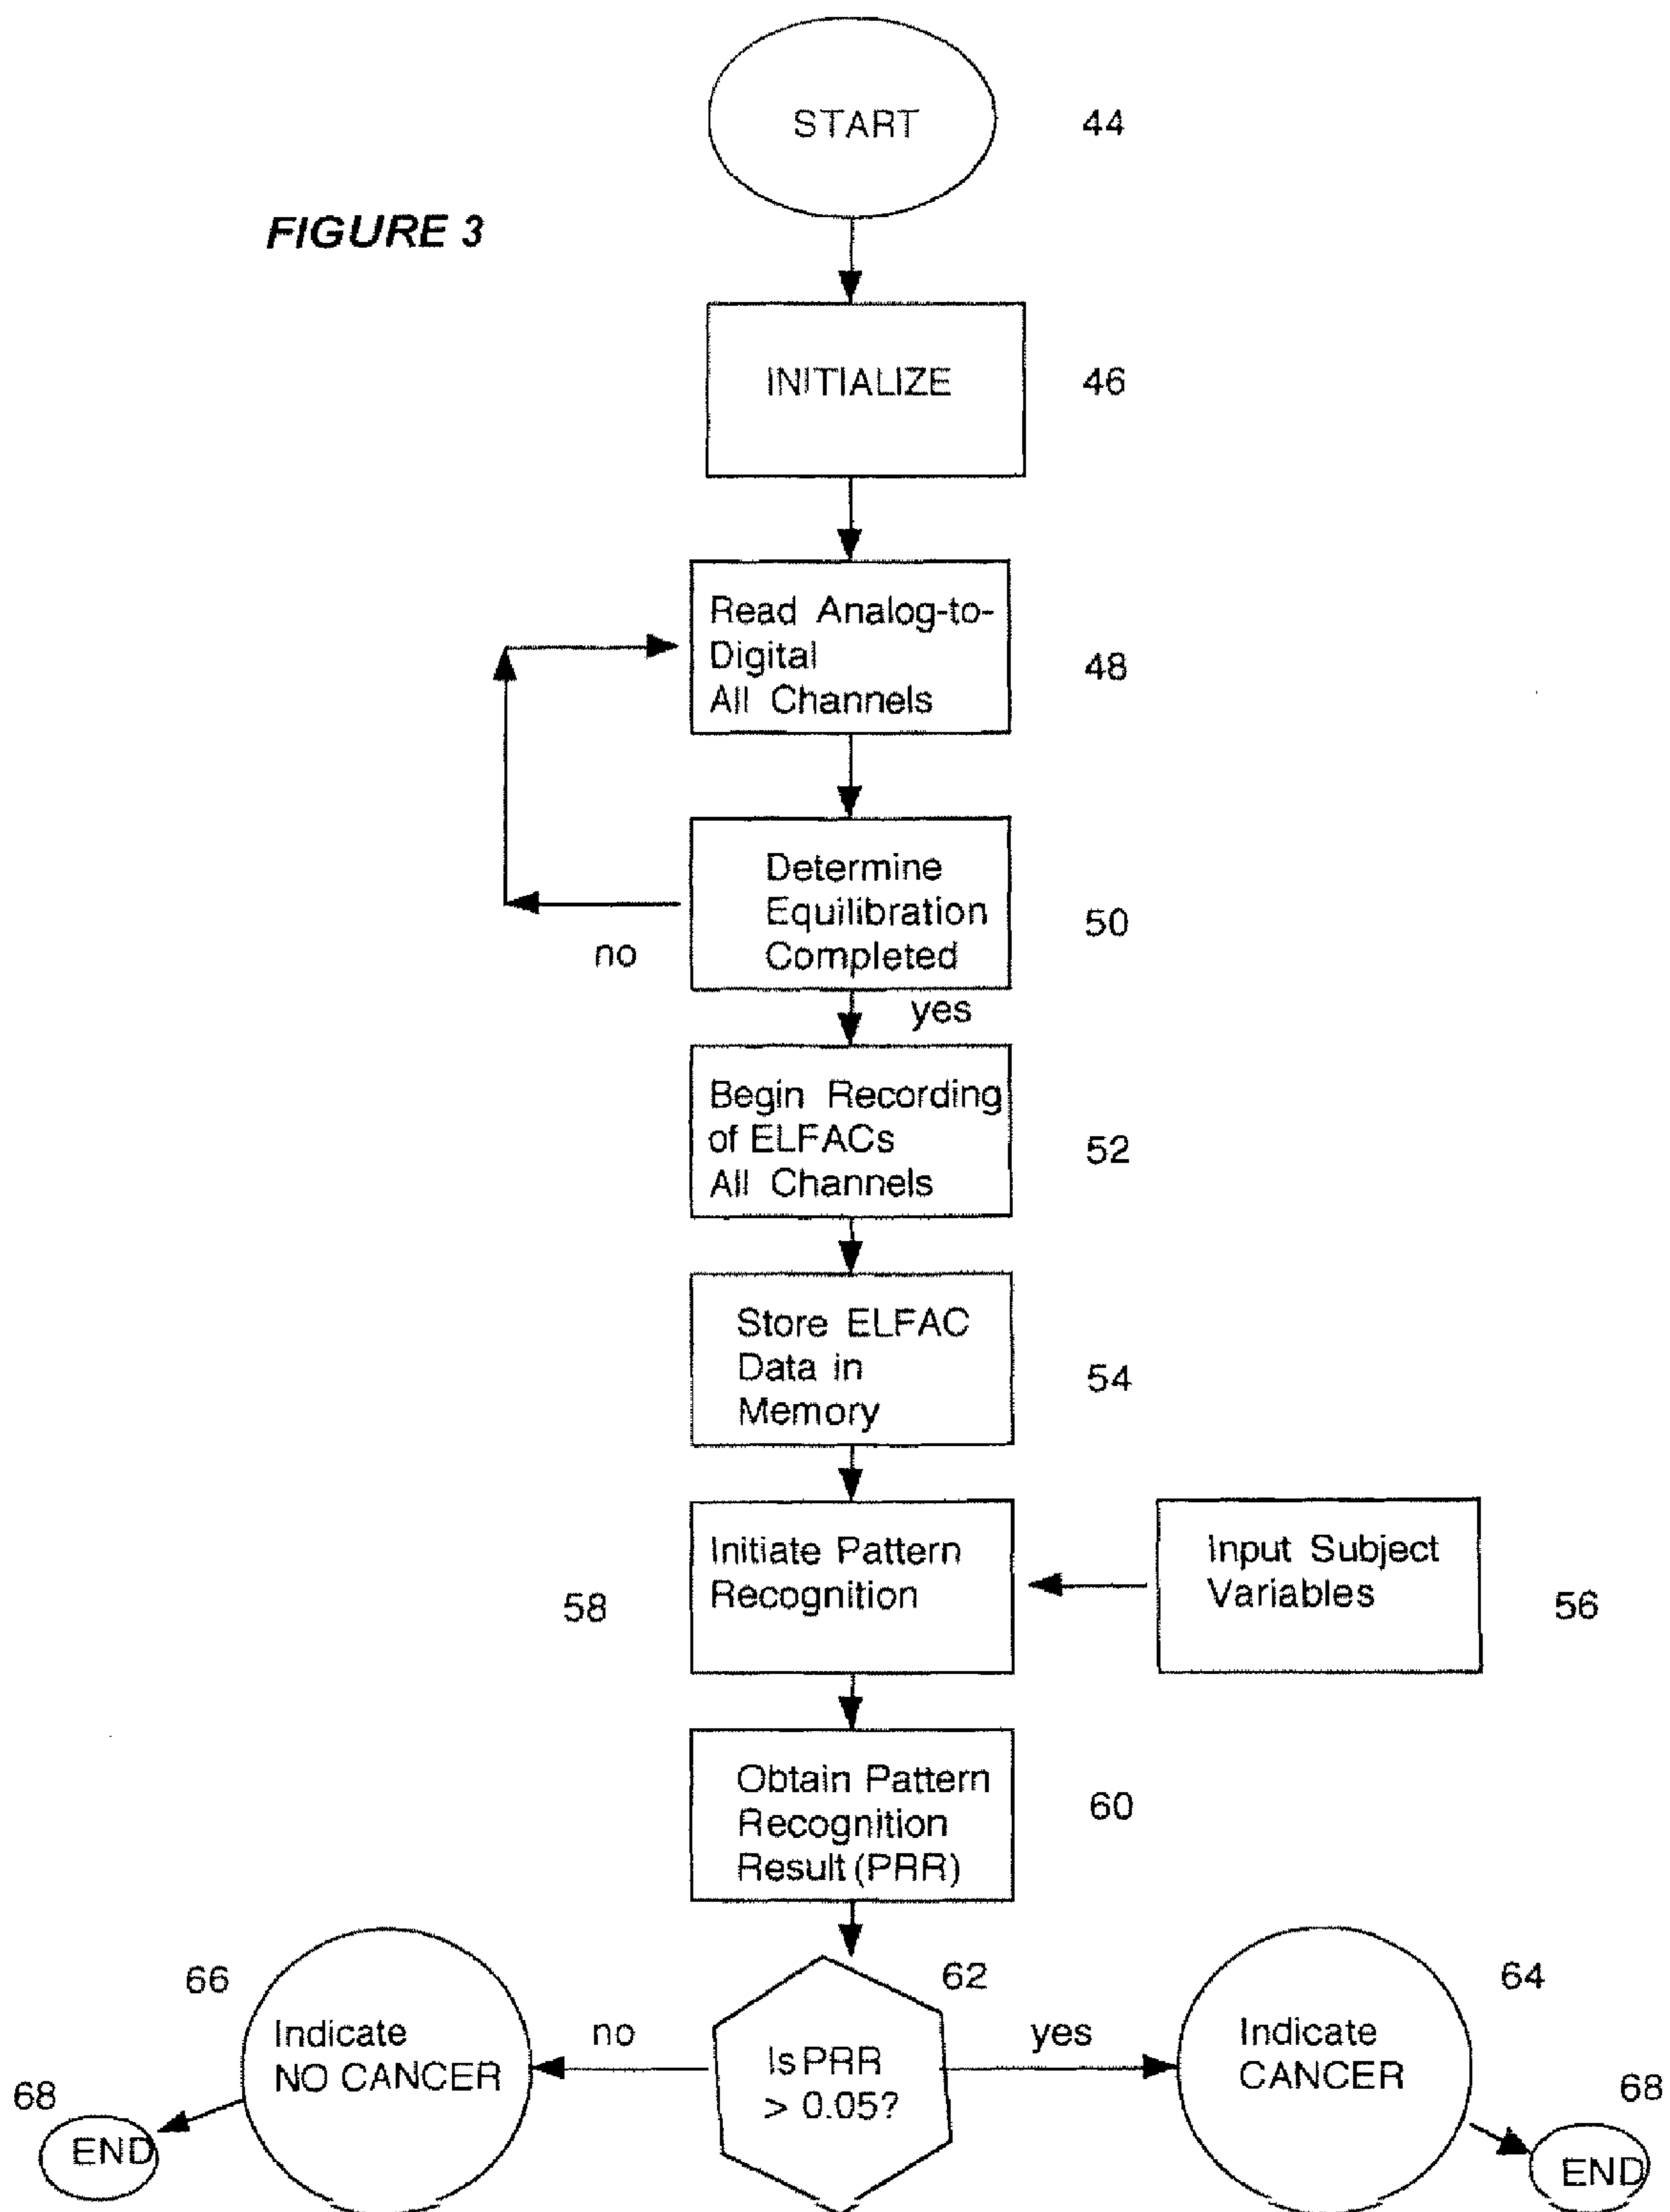 START
44
FIGURE 3
INITIALIZE
46
Read Analog-to-
Digital
All Channels
48
Determine
Equilibration
Completed
50
no
yes
Begin Recording
of ELFACs
All Channels
52
Store ELFAC
Data in
Memory
54
Initiate Pattern
Recognition
58
Input Subject
Variables
56
Obtain Pattern
Recognition
Result (PRR)
60
66
Indicate
NO CANCER
no
62
Is PRR
> 0.05?
yes
64
Indicate
CANCER
68
END
68
END